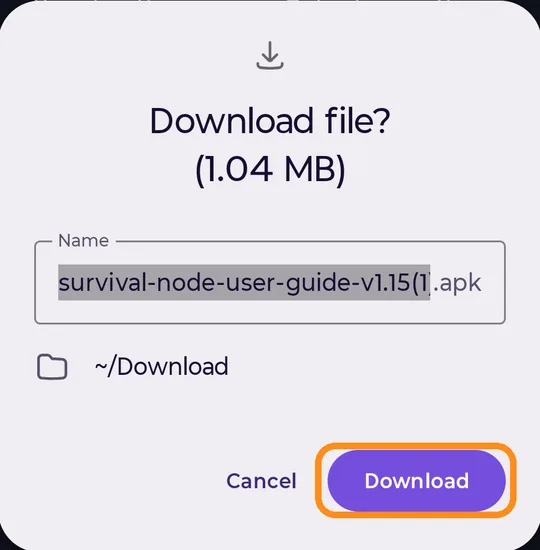 Download file?
(1.04 MB)
Name
survival-node-user-guide-v1.15(1).apk
~/Download
Cancel
Download